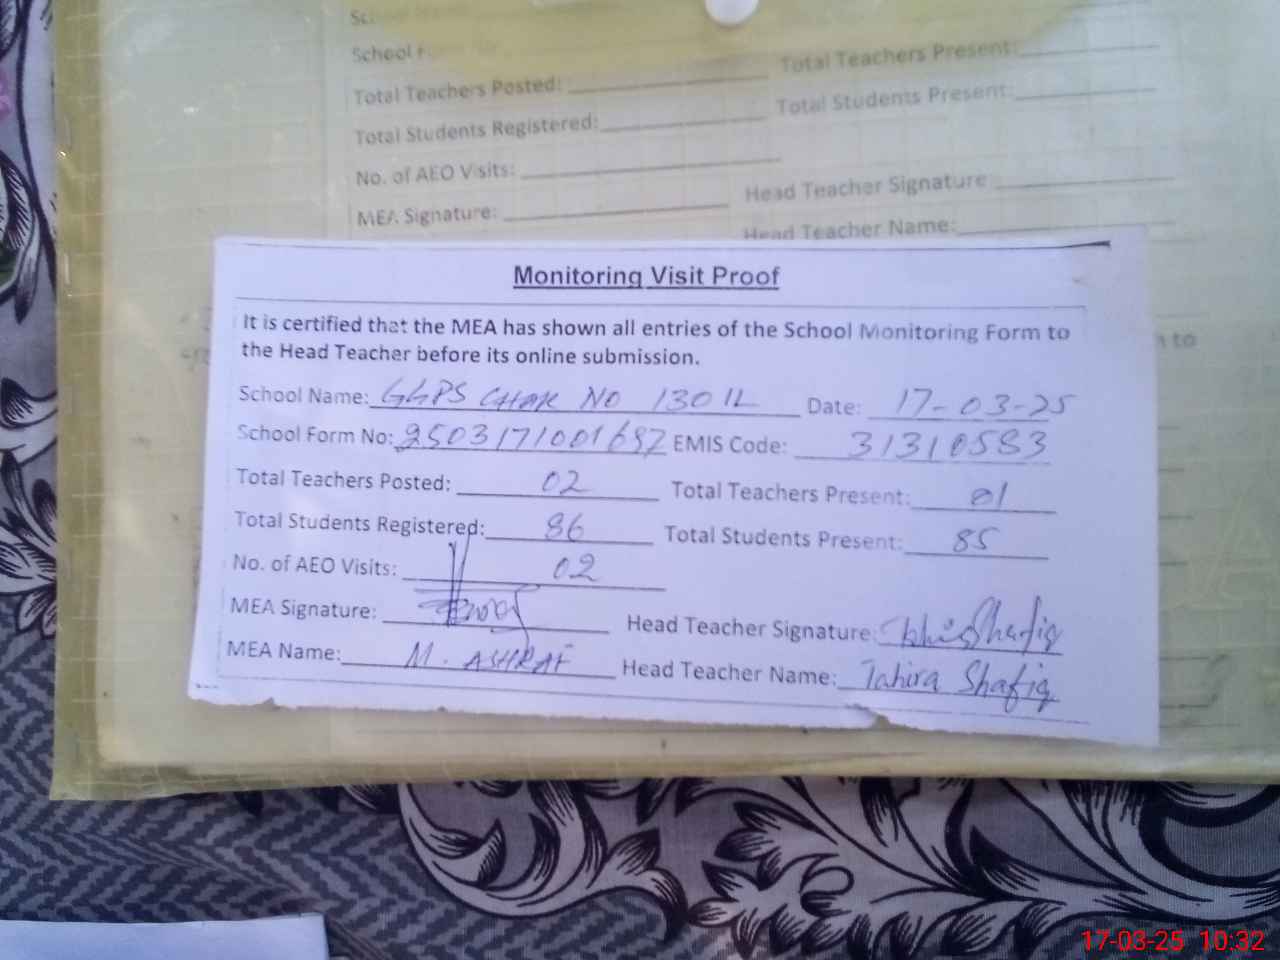 School F
Total Teachers Posted: Total Teachers Present:
Total Students Registered: Total Students Present:
No. of AEO Visits:
MEA Signature: Head Teacher Signature
Head Teacher Name:
Monitoring Visit Proof
It is certified that the MEA has shown all entries of the School Monitoring Form to
the Head Teacher before its online submission.
School Name: GGPS CHAK NO 130 1L Date: 17-03-25
School Form No: EMIS Code: 31310583
Total Teachers Posted: 02 Total Teachers Present: 01
Total Students Registered: 86 Total Students Present: 85
No. of AEO Visits: 02
MEA Signature: Head Teacher Signature:
MEA Name: M. ASHRAF Head Teacher Name: Tahira Shafiq
17-03-25 10:32